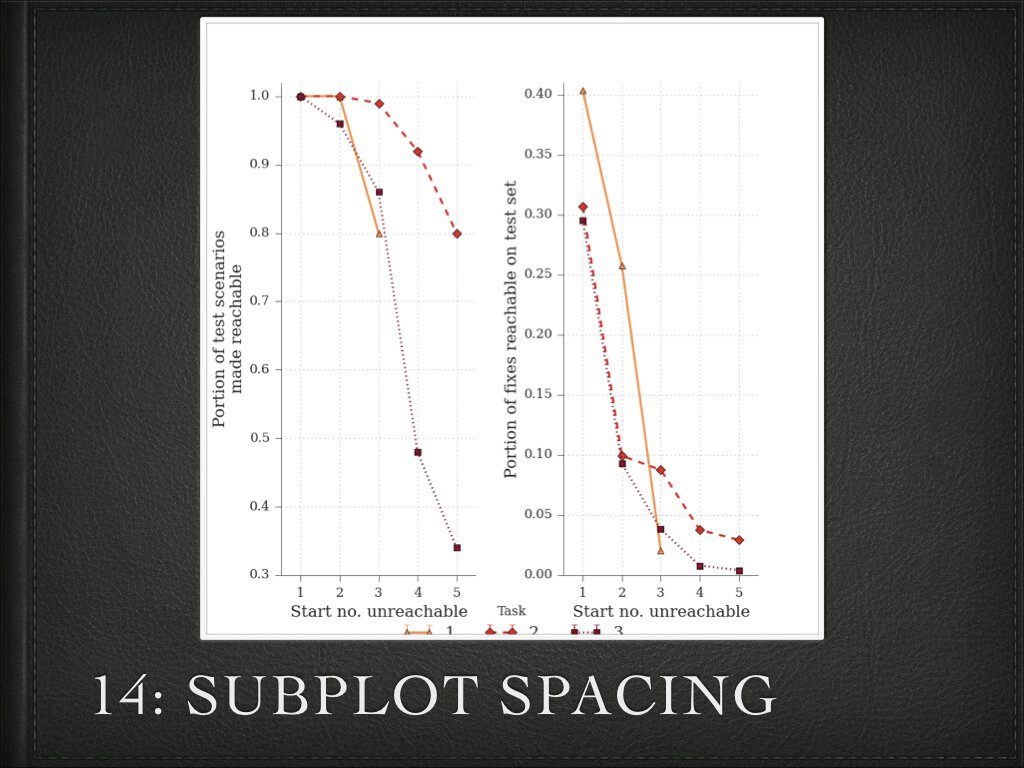 Portion of test scenarios
made reachable
1.0
0.9
0.8
0.7
0.6
0.5
0.4
0.3
1 2 3 4 5
Start no. unreachable
Portion of fixes reachable on test set
0.40
0.35
0.30
0.25
0.20
0.15
0.10
0.05
0.00
1 2 3 4 5
Start no. unreachable
Task
1 2 3
14: SUBPLOT SPACING